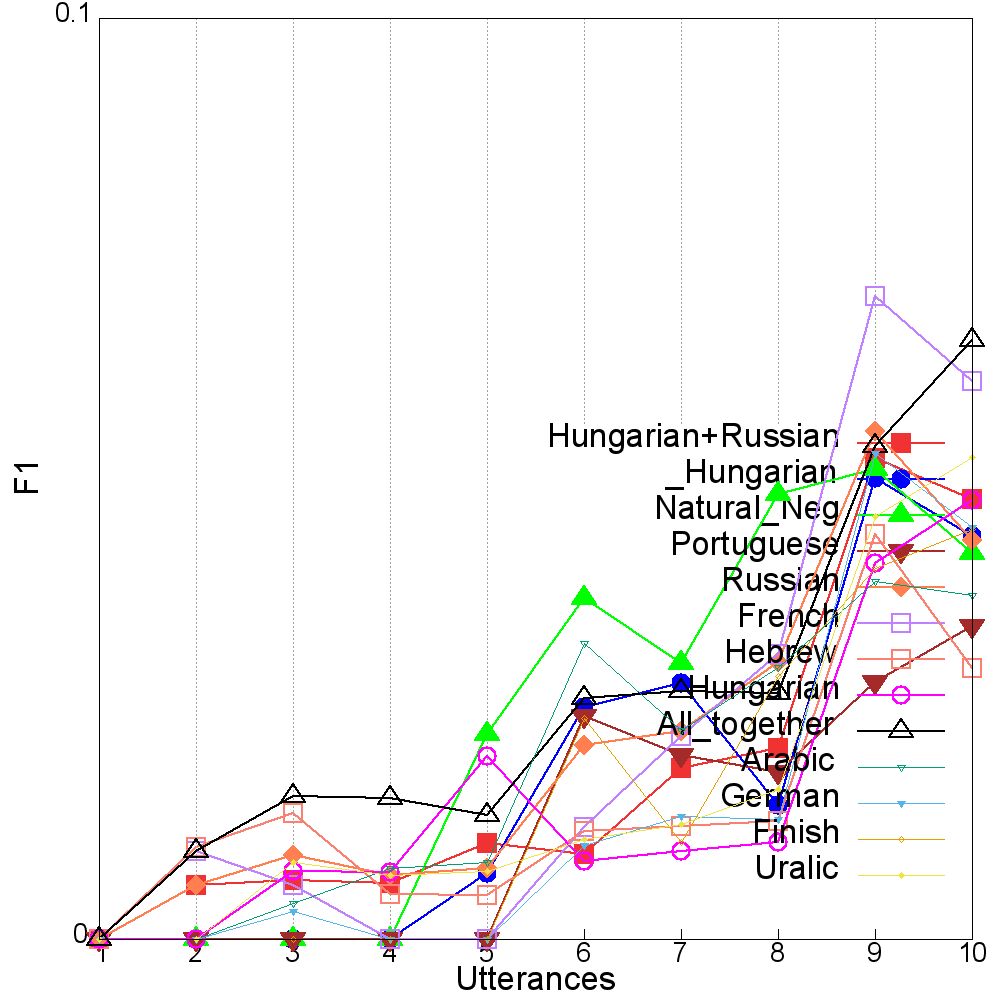 0.1
F1
Hungarian+Russian
_Hungarian
Natural_Neg
Portuguese
Russian
French
Hebrew
Hungarian
All_together
Arabic
German
Finish
Uralic
0
1 2 3 4 5 6 7 8 9 10
Utterances